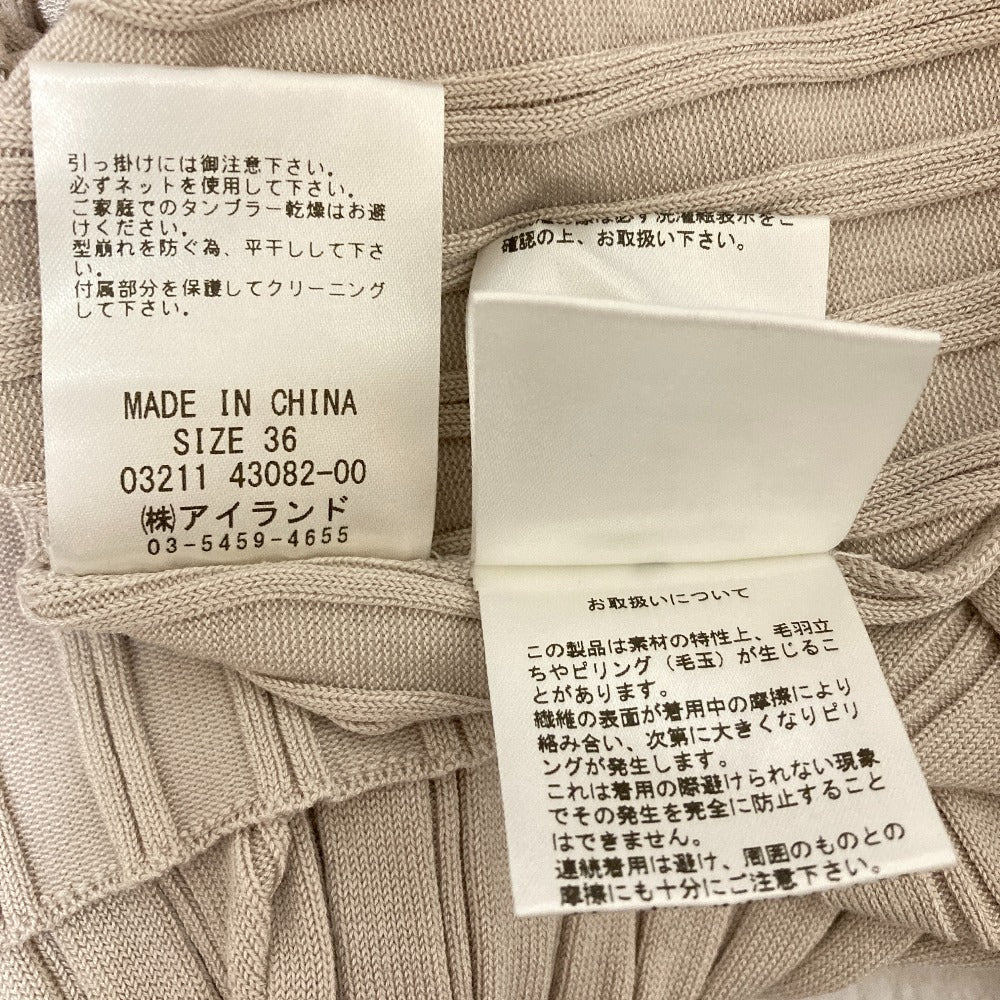 引っ掛けには御注意下さい。
必ずネットを使用して下さい。
ご家庭でのタンブラー乾燥はお避
けください。
型崩れを防ぐ為、平干しして下さ
い。
付属部分を保護してクリーニング
して下さい。
MADE IN CHINA
SIZE 36
03211 43082-00
㈱アイランド
03-5459-4655
は必ず洗濯絵表示をご
確認の上、お取扱い下さい。
お取扱いについて
この製品は素材の特性上、毛羽立
ちやピリング（毛玉）が生じるこ
とがあります。
繊維の表面が着用中の摩擦により
絡み合い、次第に大きくなりピリ
ングが発生します。
これは着用の際避けられない現象
でその発生を完全に防止すること
はできません。
連続着用は避け、周囲のものとの
摩擦にも十分にご注意下さい。